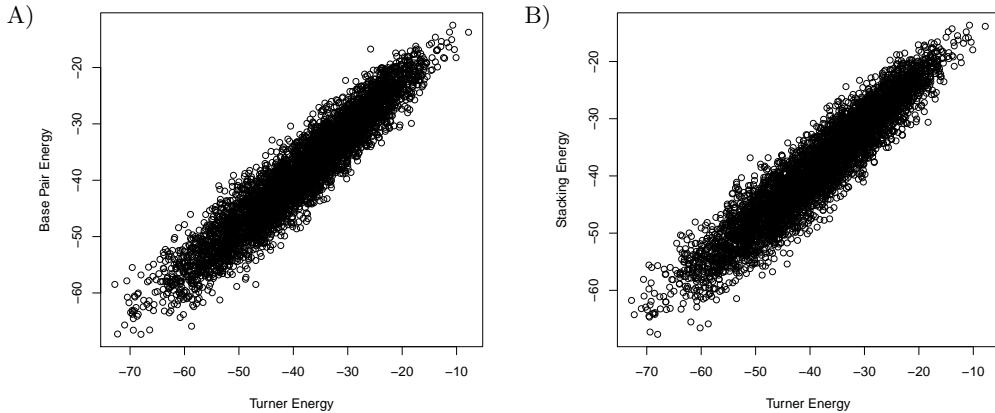 A)
Base Pair Energy
−20
−30
−40
−50
−60
−70 −60 −50 −40 −30 −20 −10
Turner Energy
B)
Stacking Energy
−20
−30
−40
−50
−60
−70 −60 −50 −40 −30 −20 −10
Turner Energy